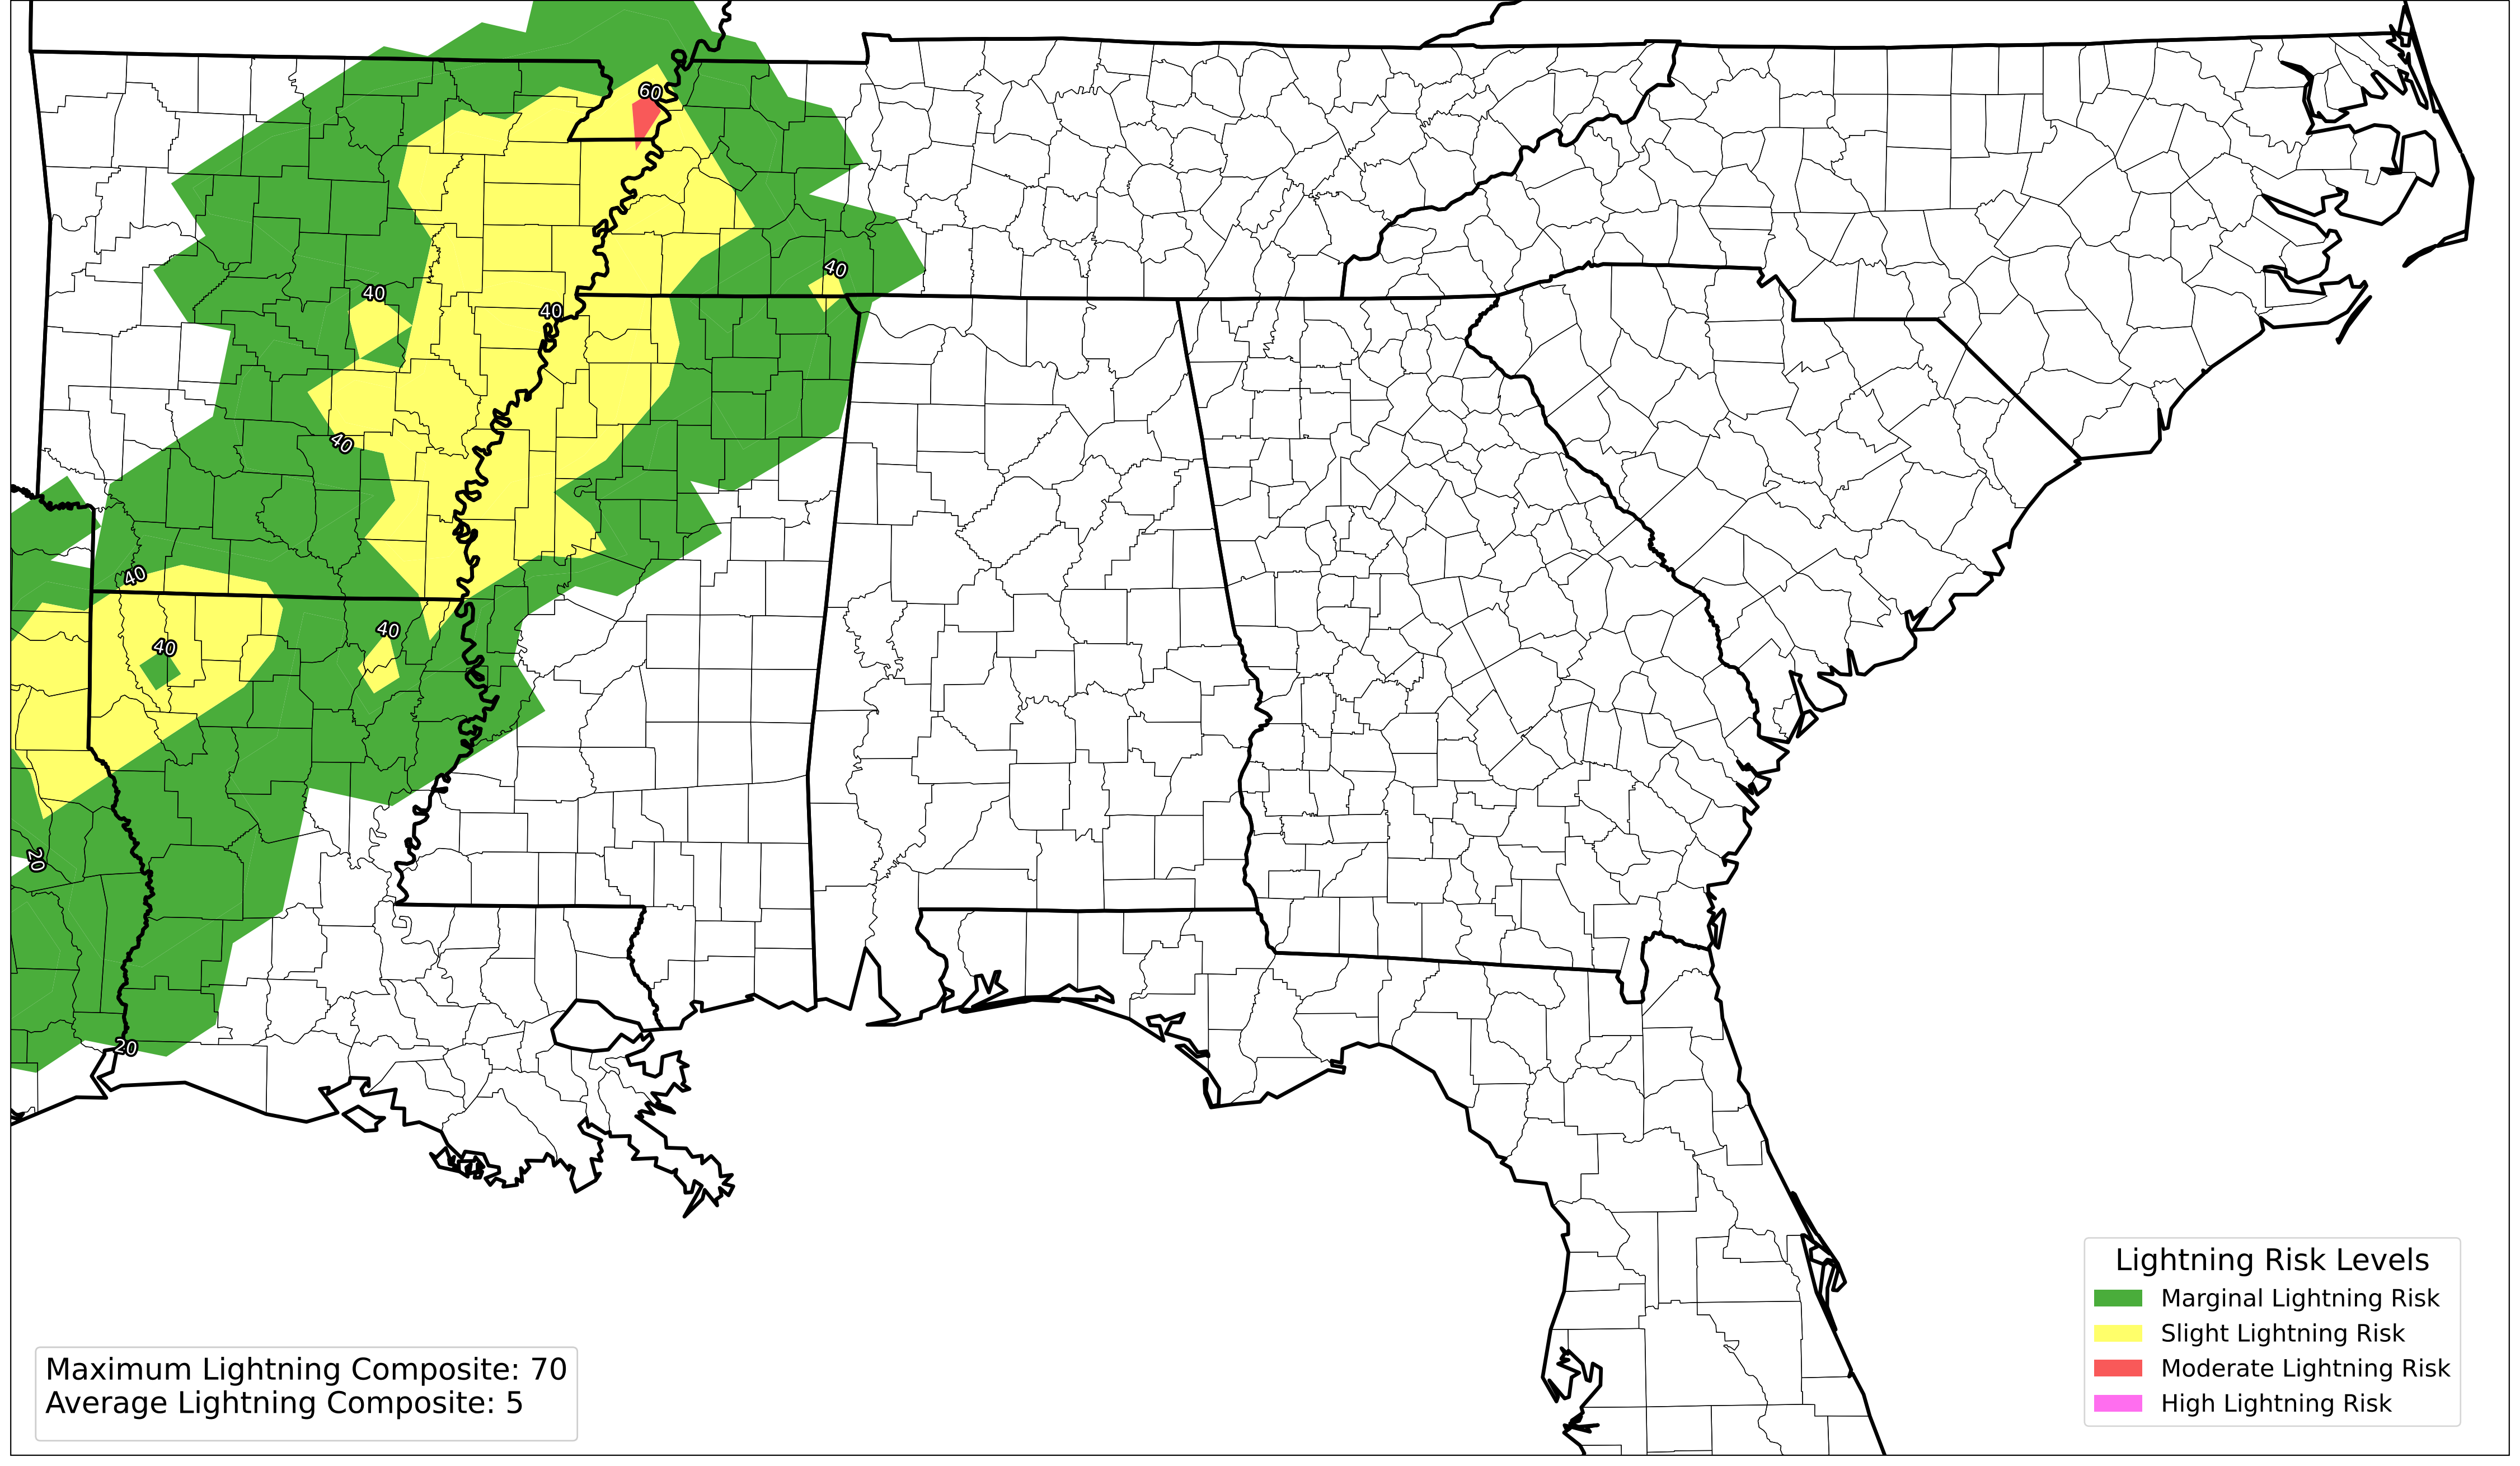 60
40
40
40
40
40
40
40
20
20
Lightning Risk Levels
Marginal Lightning Risk
Slight Lightning Risk
Moderate Lightning Risk
High Lightning Risk
Maximum Lightning Composite: 70
Average Lightning Composite: 5